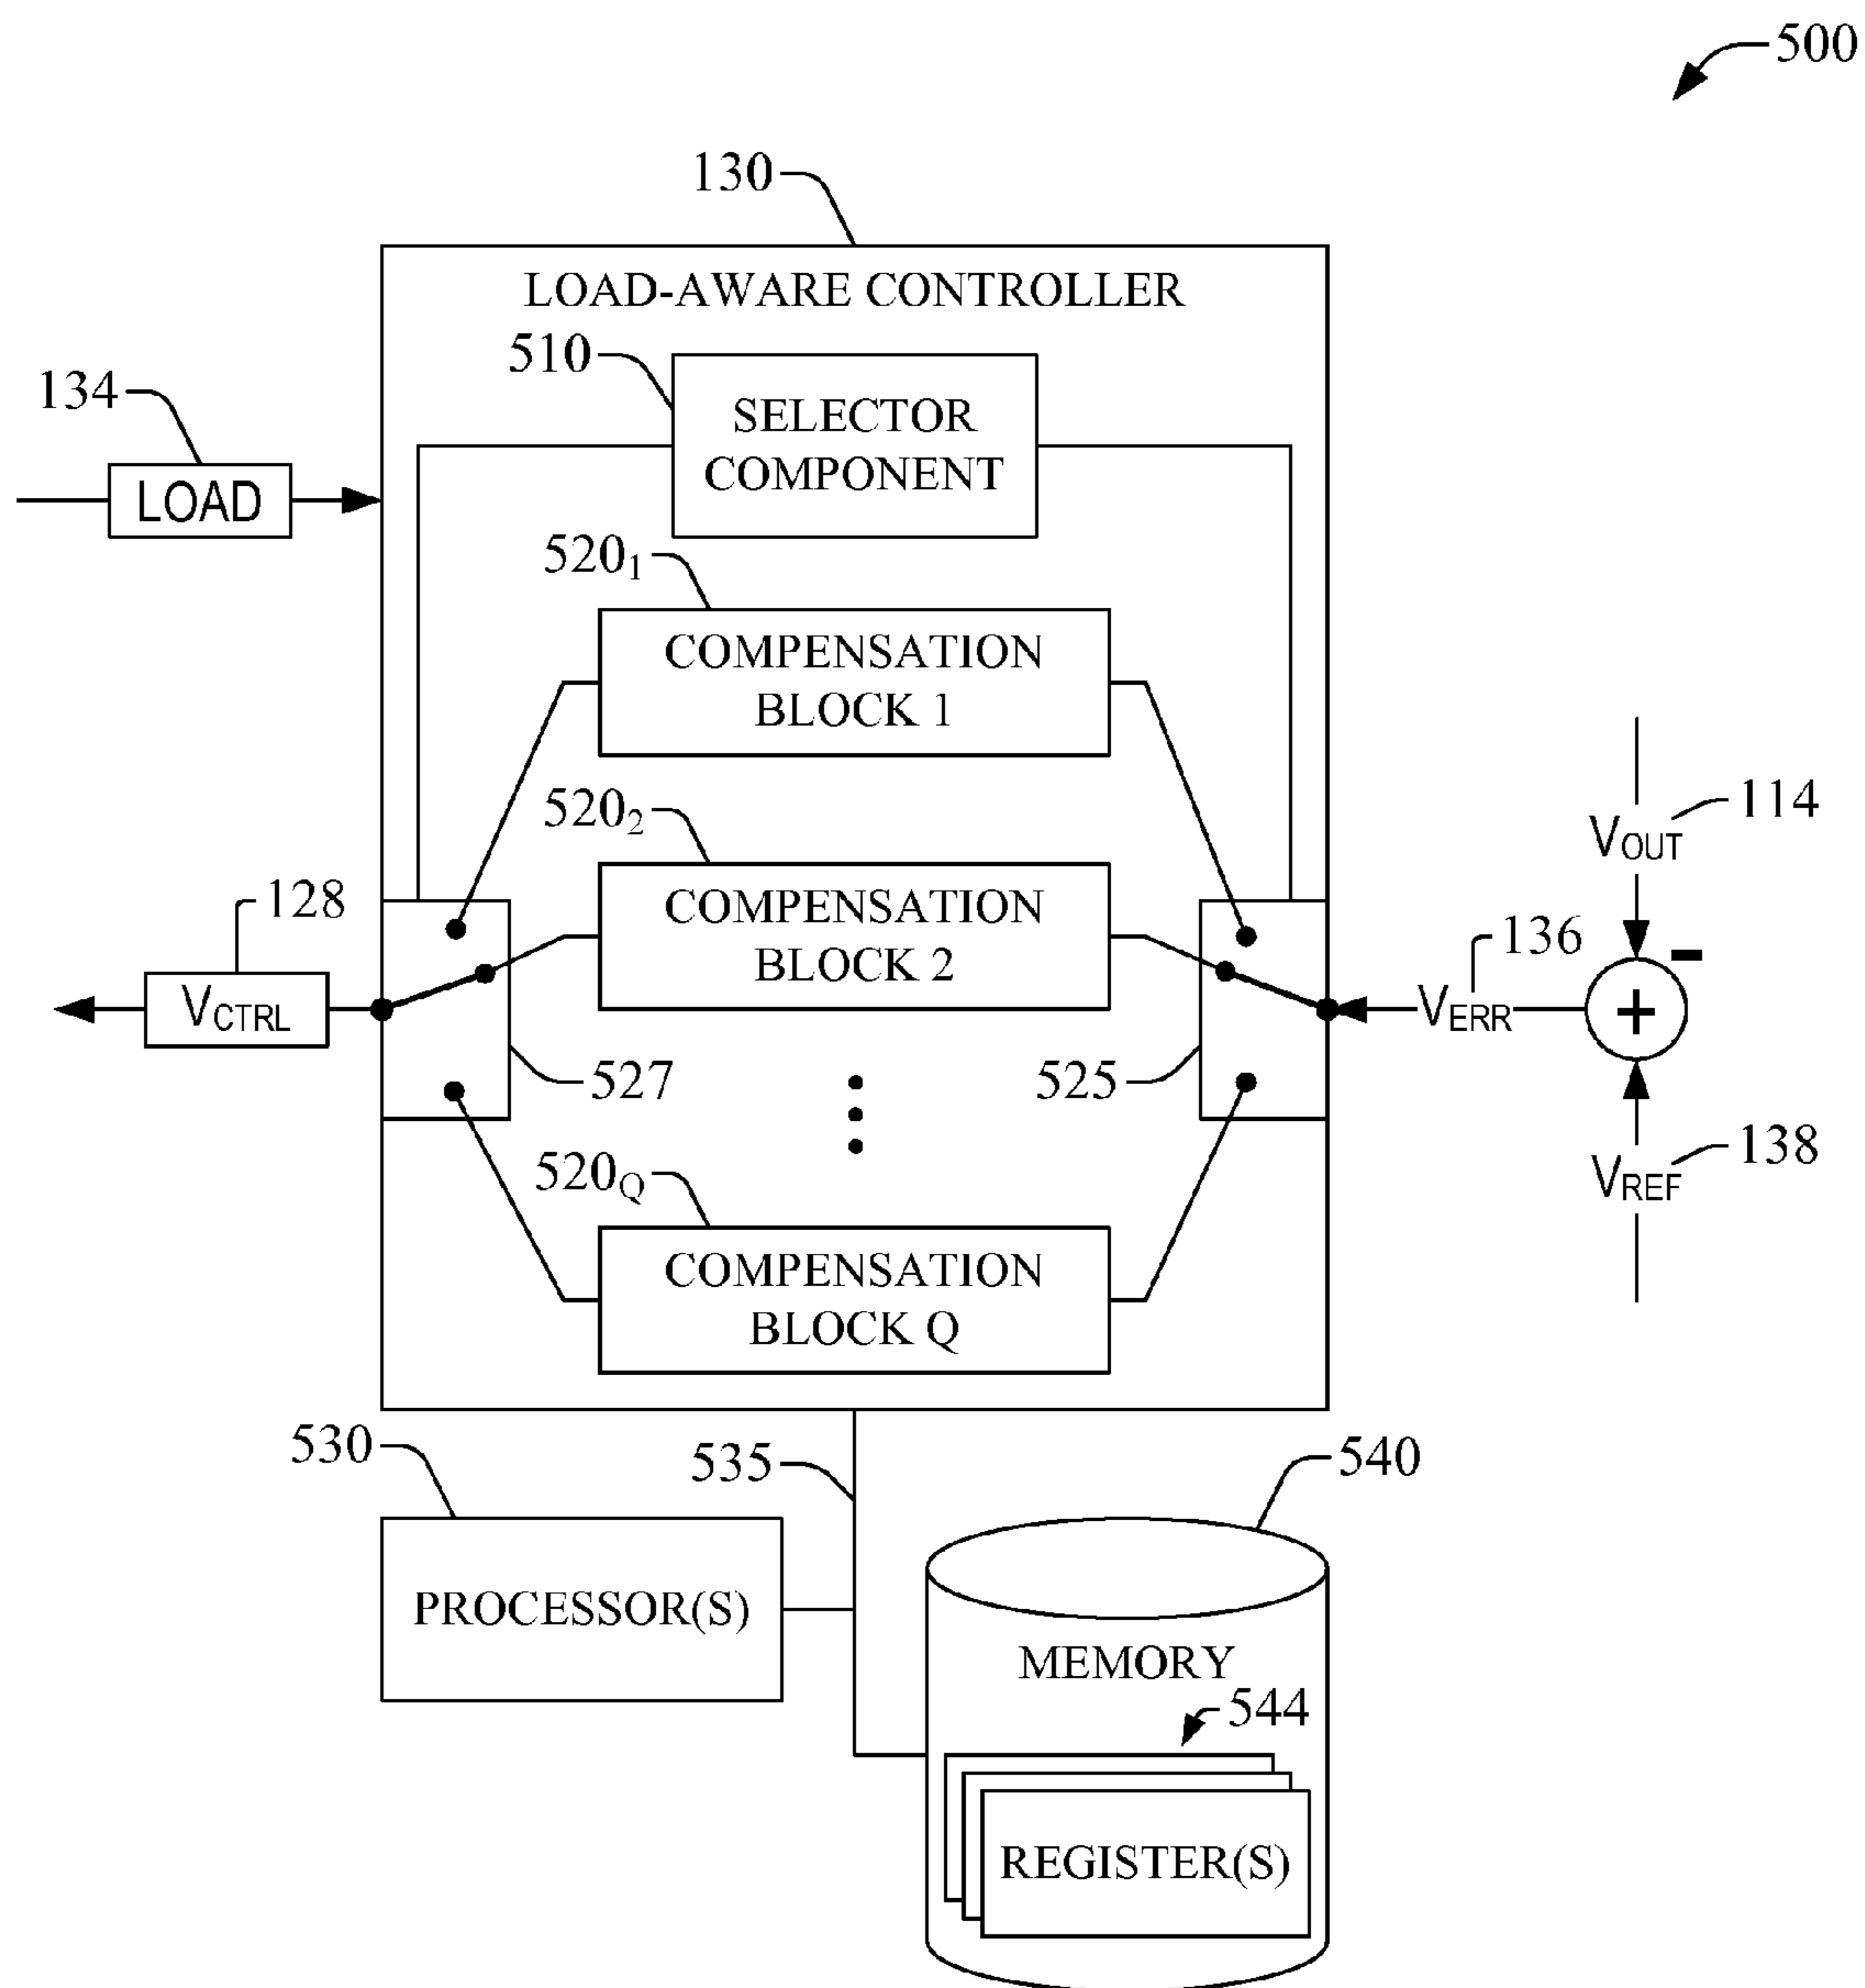 500
130
LOAD-AWARE CONTROLLER
510
SELECTOR
COMPONENT
134
LOAD
520₁
COMPENSATION
BLOCK 1
520₂
COMPENSATION
BLOCK 2
114
V_OUT
-
128
V_CTRL
136
V_ERR
+
527
525
138
V_REF
520_Q
COMPENSATION
BLOCK Q
530
535
540
PROCESSOR(S)
MEMORY
544
REGISTER(S)